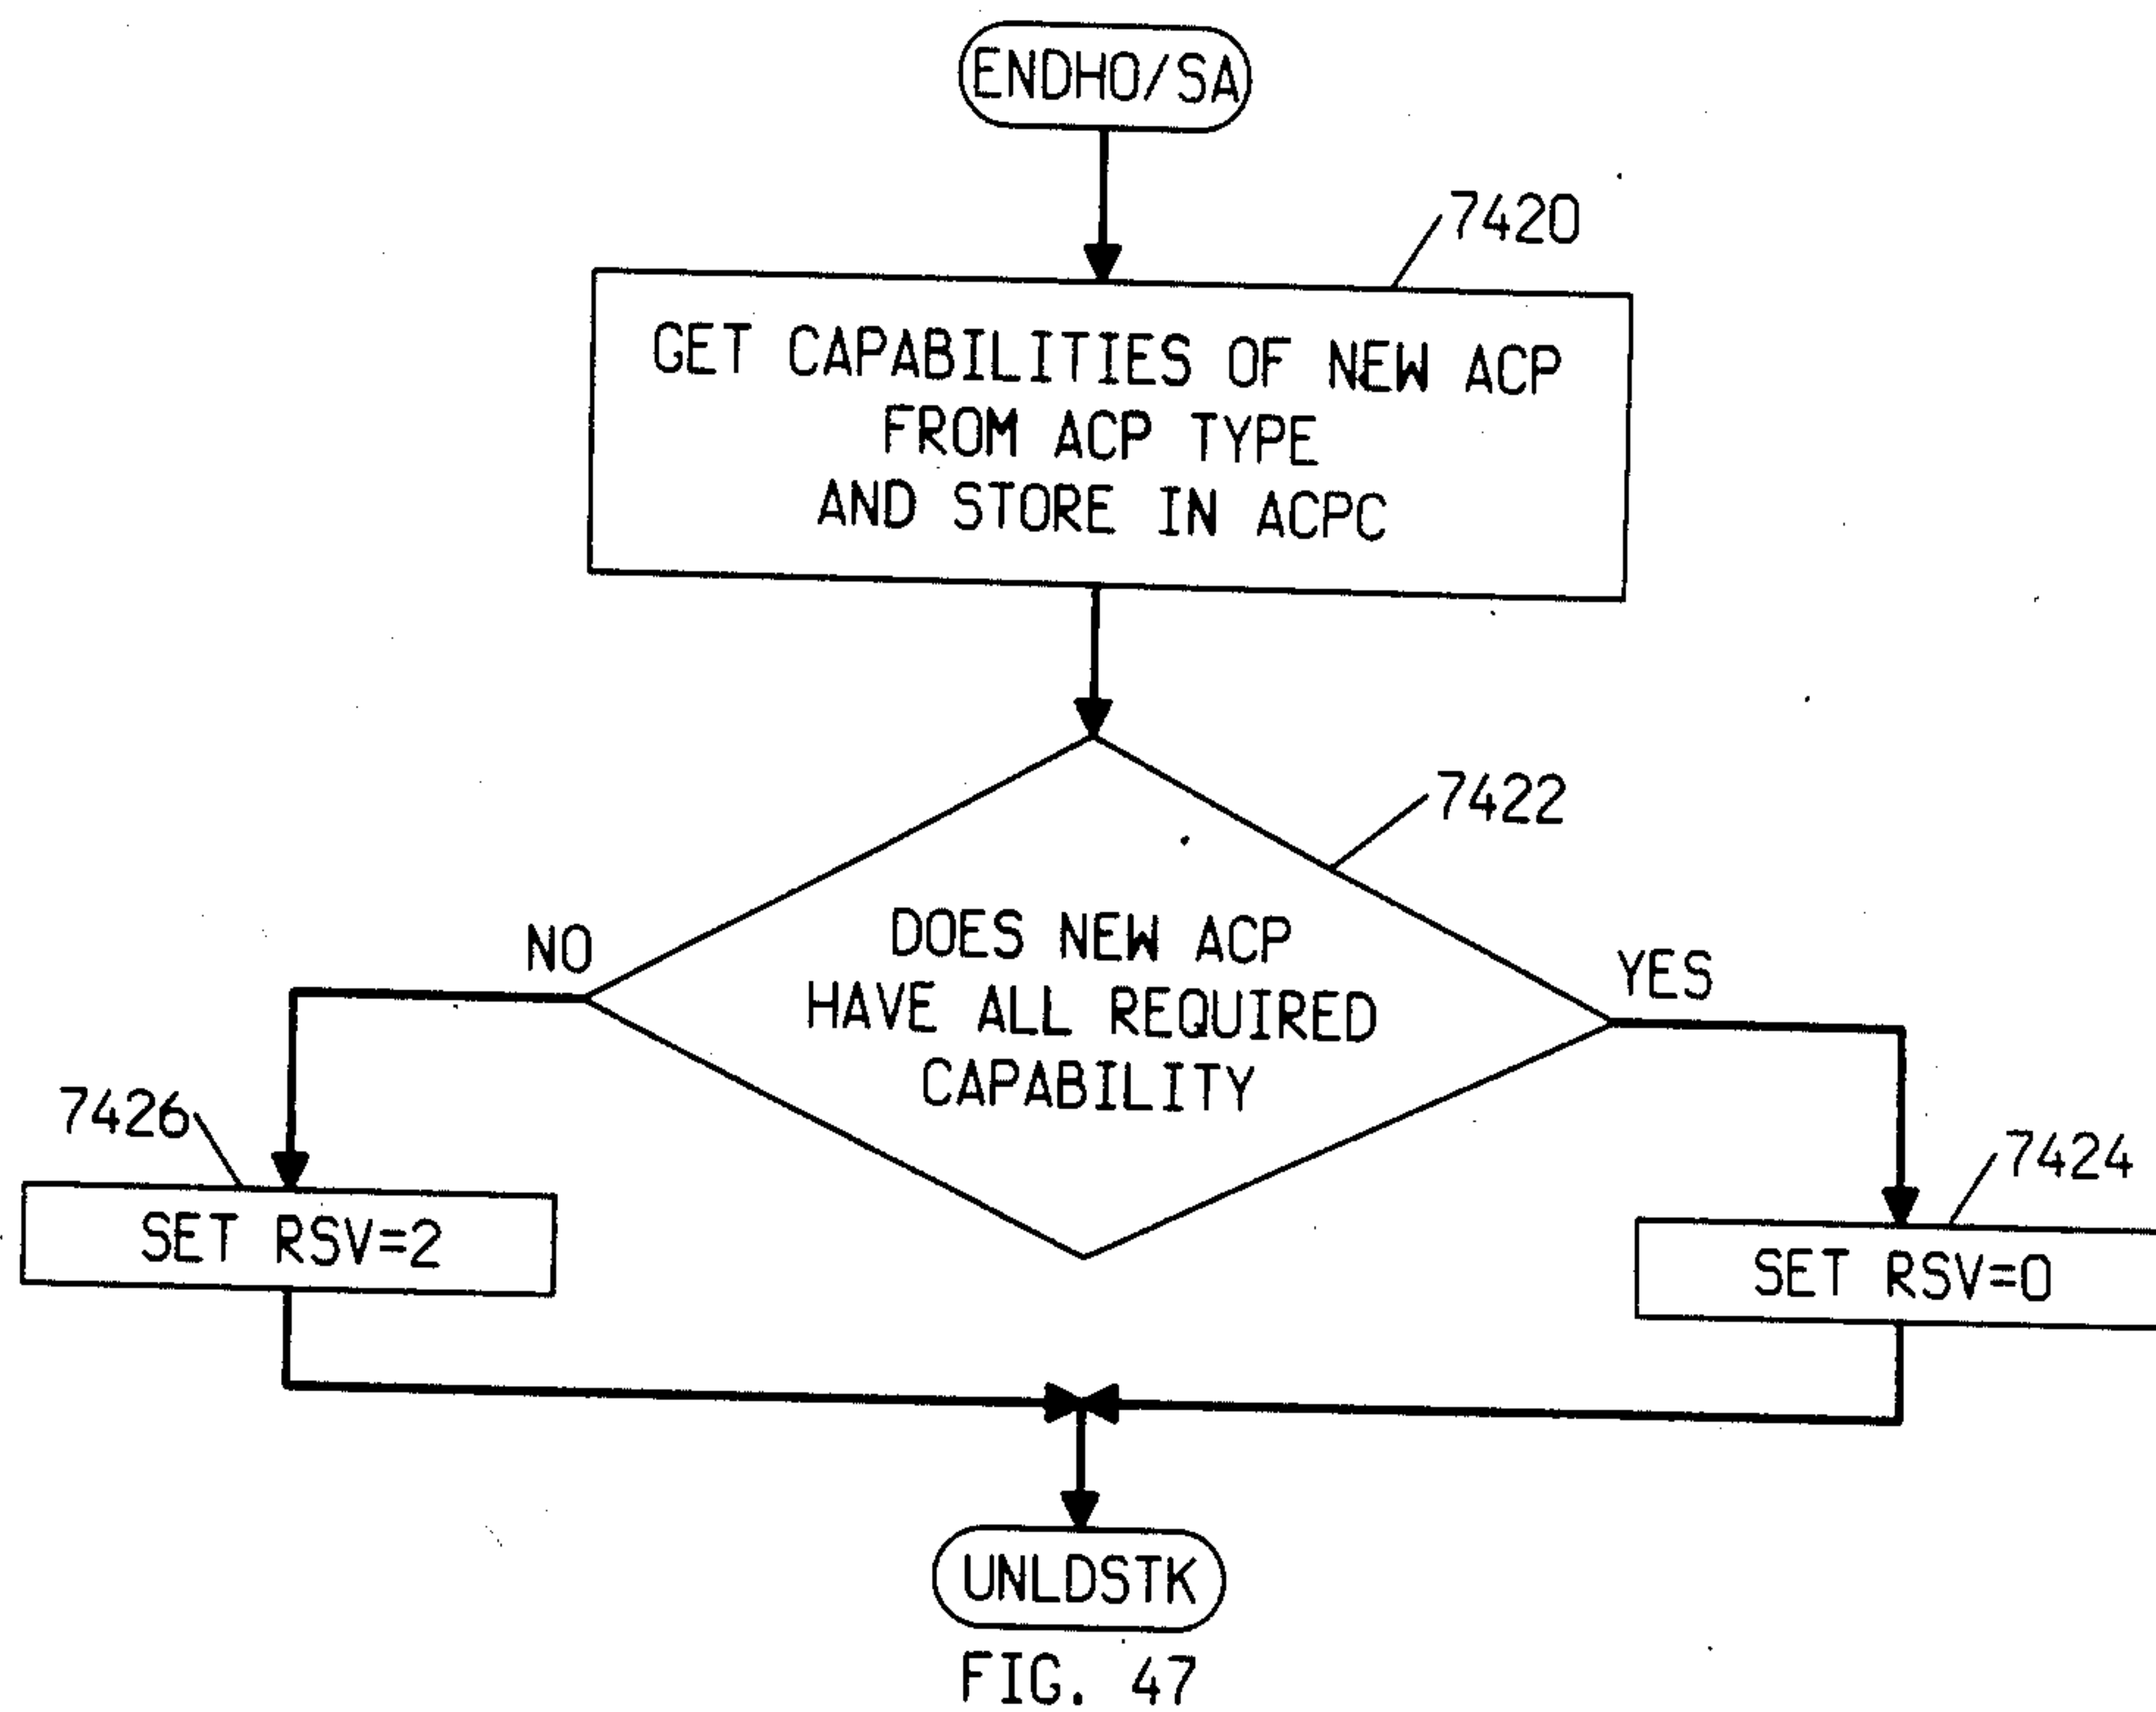 ENDHO/SA
7420
GET CAPABILITIES OF NEW ACP
FROM ACP TYPE
AND STORE IN ACPC
7422
DOES NEW ACP
HAVE ALL REQUIRED
CAPABILITY
NO
YES
7426
SET RSV=2
7424
SET RSV=0
UNLDSTK
FIG. 47